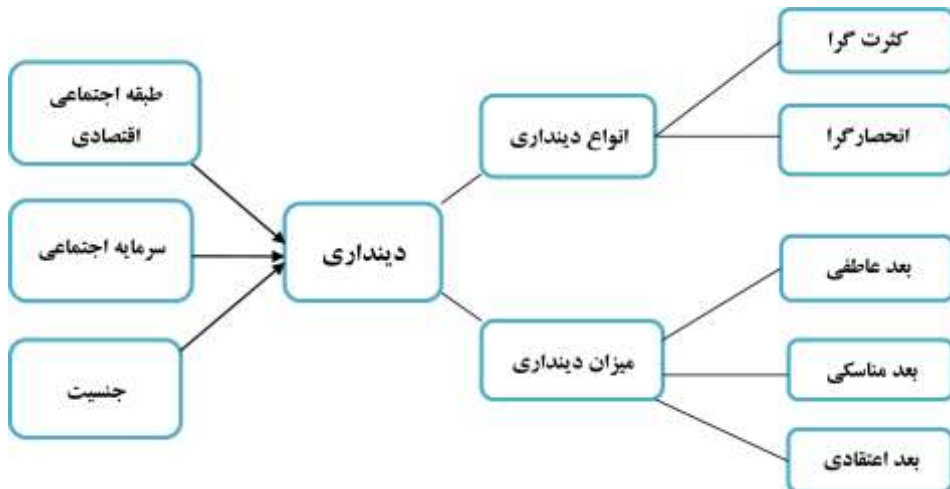 کثرت گرا
انحصارگرا
انواع دینداری
طبقه اجتماعی
اقتصادی
سرمایه اجتماعی
جنسیت
دینداری
میزان دینداری
بعد عاطفی
بعد مناسکی
بعد اعتقادی